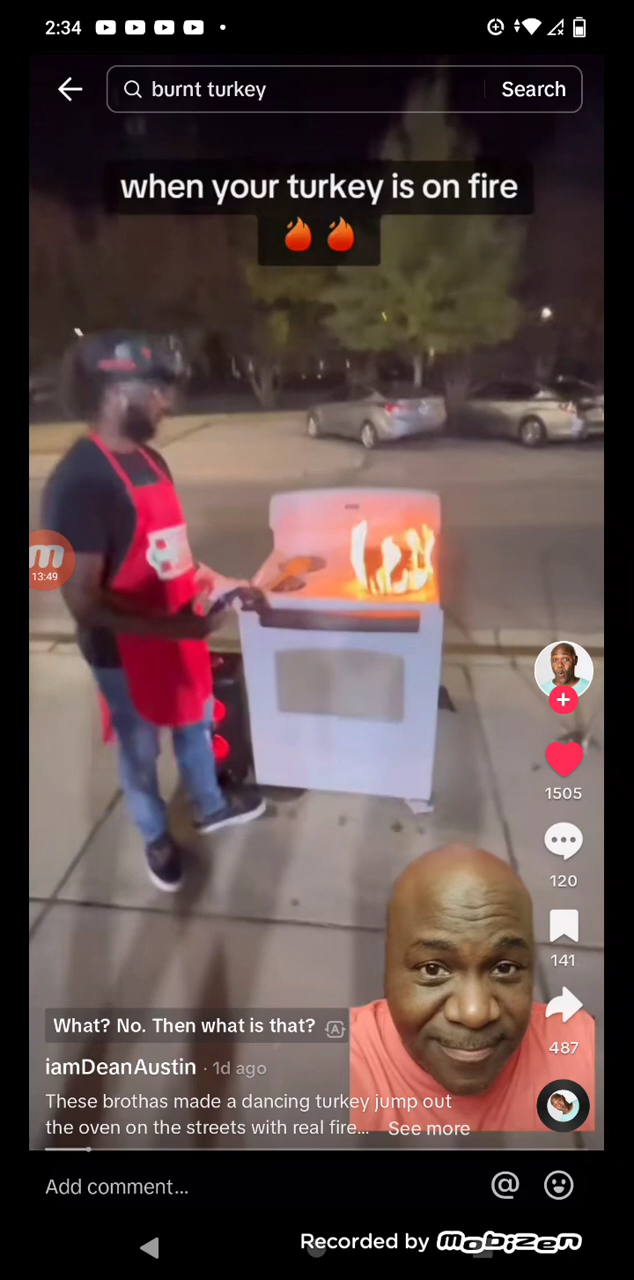 2:34
burnt turkey
Search
when your turkey is on fire
🔥 🔥
13:49
1505
120
141
487
What? No. Then what is that?
iamDeanAustin · 1d ago
These brothas made a dancing turkey jump out
the oven on the streets with real fire... See more
Add comment...
Recorded by mobizen